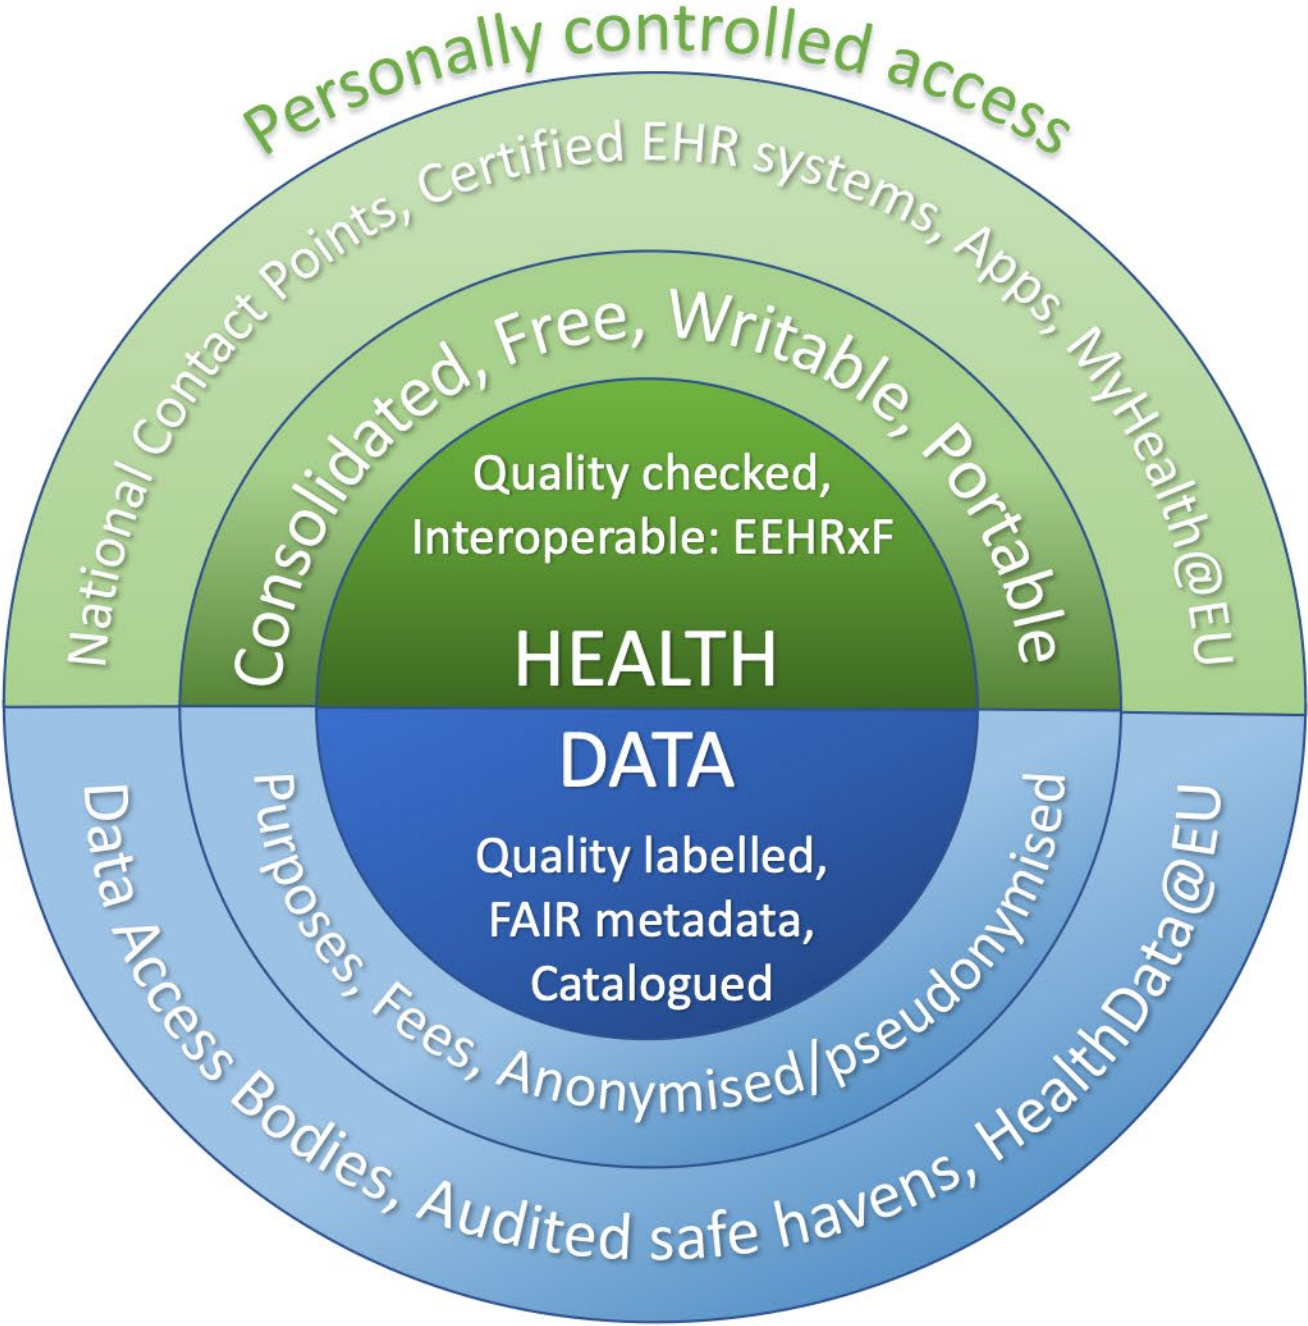 Personally controlled access
National Contact Points, Certified EHR systems, Apps, MyHealth@EU
Consolidated, Free, Writable, Portable
Quality checked,
Interoperable: EEHRxF
HEALTH
DATA
Quality labelled,
FAIR metadata,
Catalogued
Purposes, Fees, Anonymised/pseudonymised
Data Access Bodies, Audited safe havens, HealthData@EU